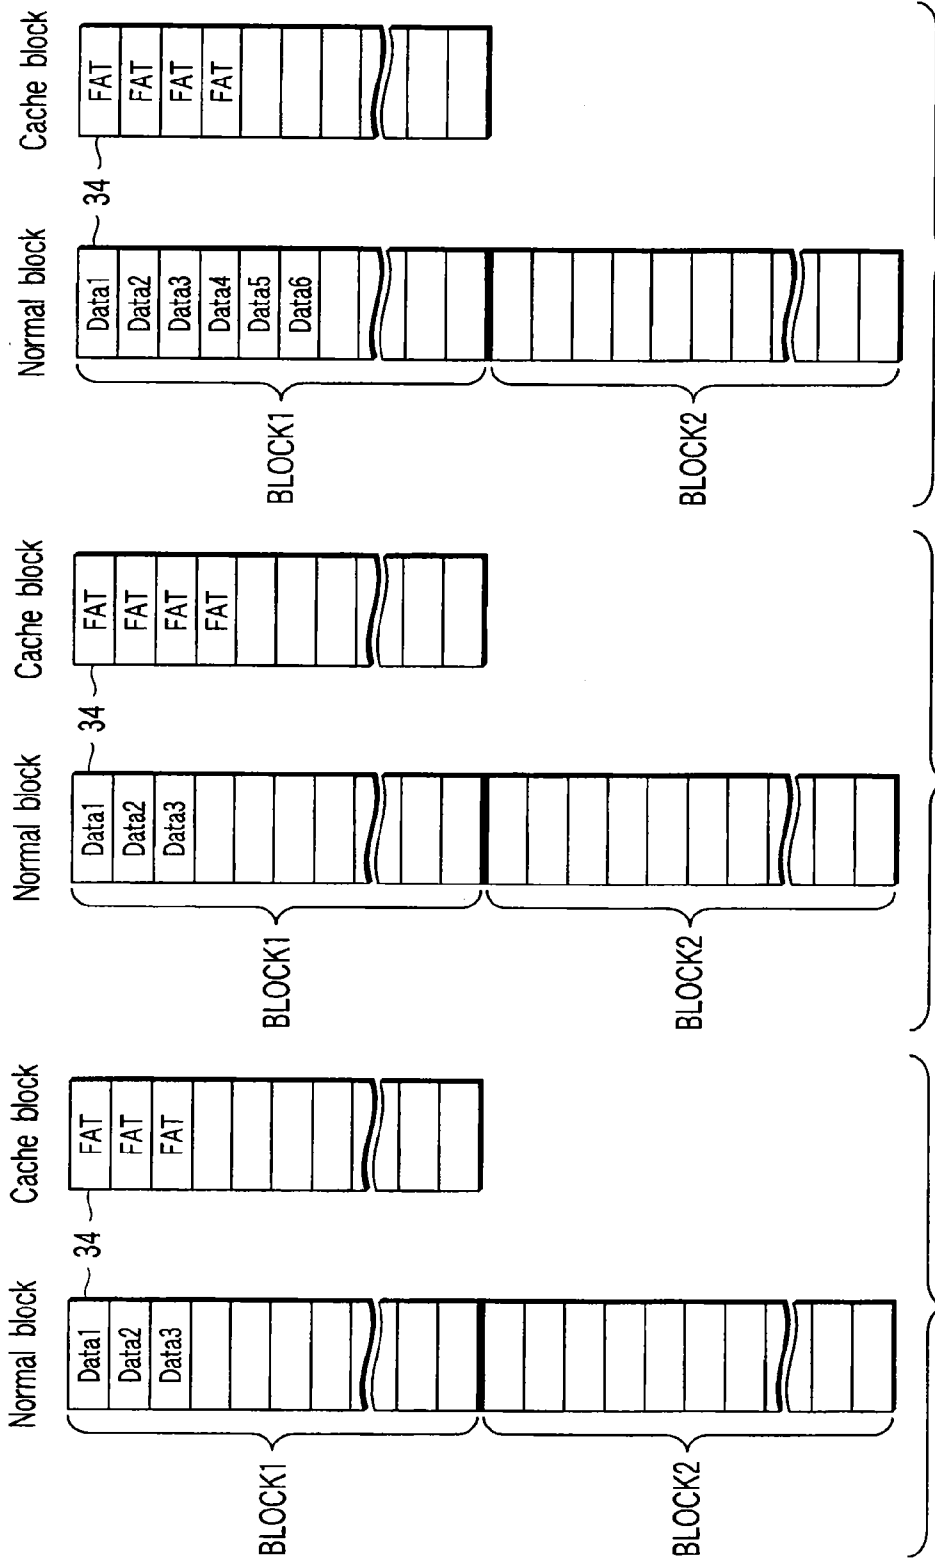 Normal block
34
Cache block
Data1
Data2
Data3
FAT
FAT
FAT
BLOCK1
BLOCK2
Normal block
34
Cache block
Data1
Data2
Data3
FAT
FAT
FAT
FAT
BLOCK1
BLOCK2
Normal block
34
Cache block
Data1
Data2
Data3
Data4
Data5
Data6
FAT
FAT
FAT
FAT
BLOCK1
BLOCK2